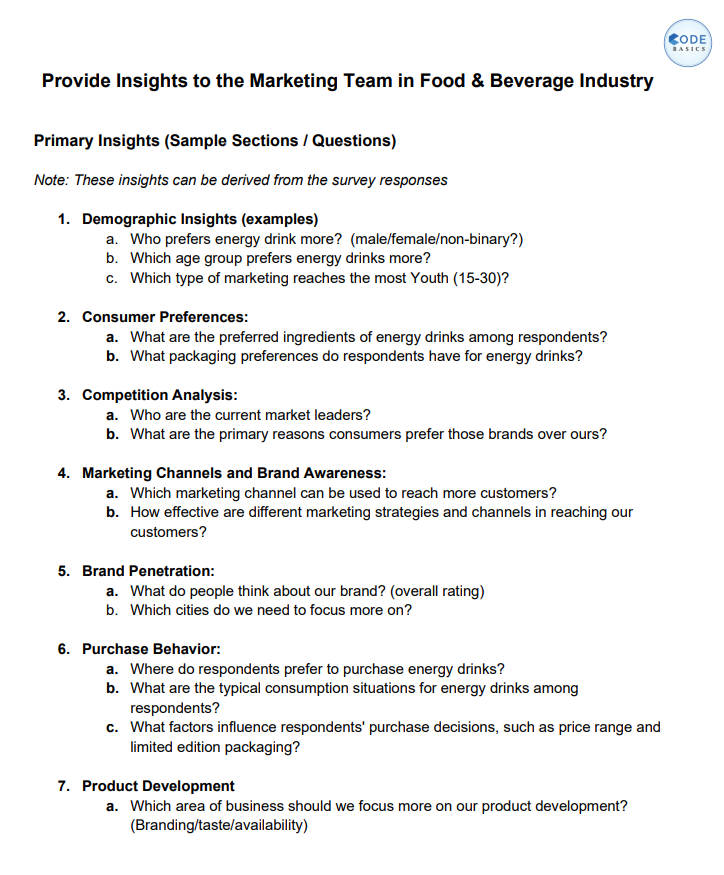 CODE
BASICS
Provide Insights to the Marketing Team in Food & Beverage Industry
Primary Insights (Sample Sections / Questions)
Note: These insights can be derived from the survey responses
1. Demographic Insights (examples)
a. Who prefers energy drink more?  (male/female/non-binary?)
b. Which age group prefers energy drinks more?
c. Which type of marketing reaches the most Youth (15-30)?
2. Consumer Preferences:
a. What are the preferred ingredients of energy drinks among respondents?
b. What packaging preferences do respondents have for energy drinks?
3. Competition Analysis:
a. Who are the current market leaders?
b. What are the primary reasons consumers prefer those brands over ours?
4. Marketing Channels and Brand Awareness:
a. Which marketing channel can be used to reach more customers?
b. How effective are different marketing strategies and channels in reaching our
customers?
5. Brand Penetration:
a. What do people think about our brand? (overall rating)
b. Which cities do we need to focus more on?
6. Purchase Behavior:
a. Where do respondents prefer to purchase energy drinks?
b. What are the typical consumption situations for energy drinks among
respondents?
c. What factors influence respondents' purchase decisions, such as price range and
limited edition packaging?
7. Product Development
a. Which area of business should we focus more on our product development?
(Branding/taste/availability)